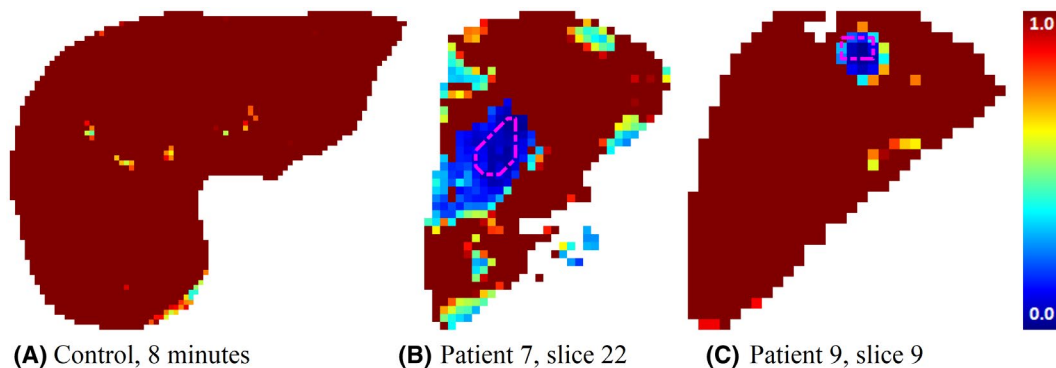 1.0
0.0
(A) Control, 8 minutes
(B) Patient 7, slice 22
(C) Patient 9, slice 9